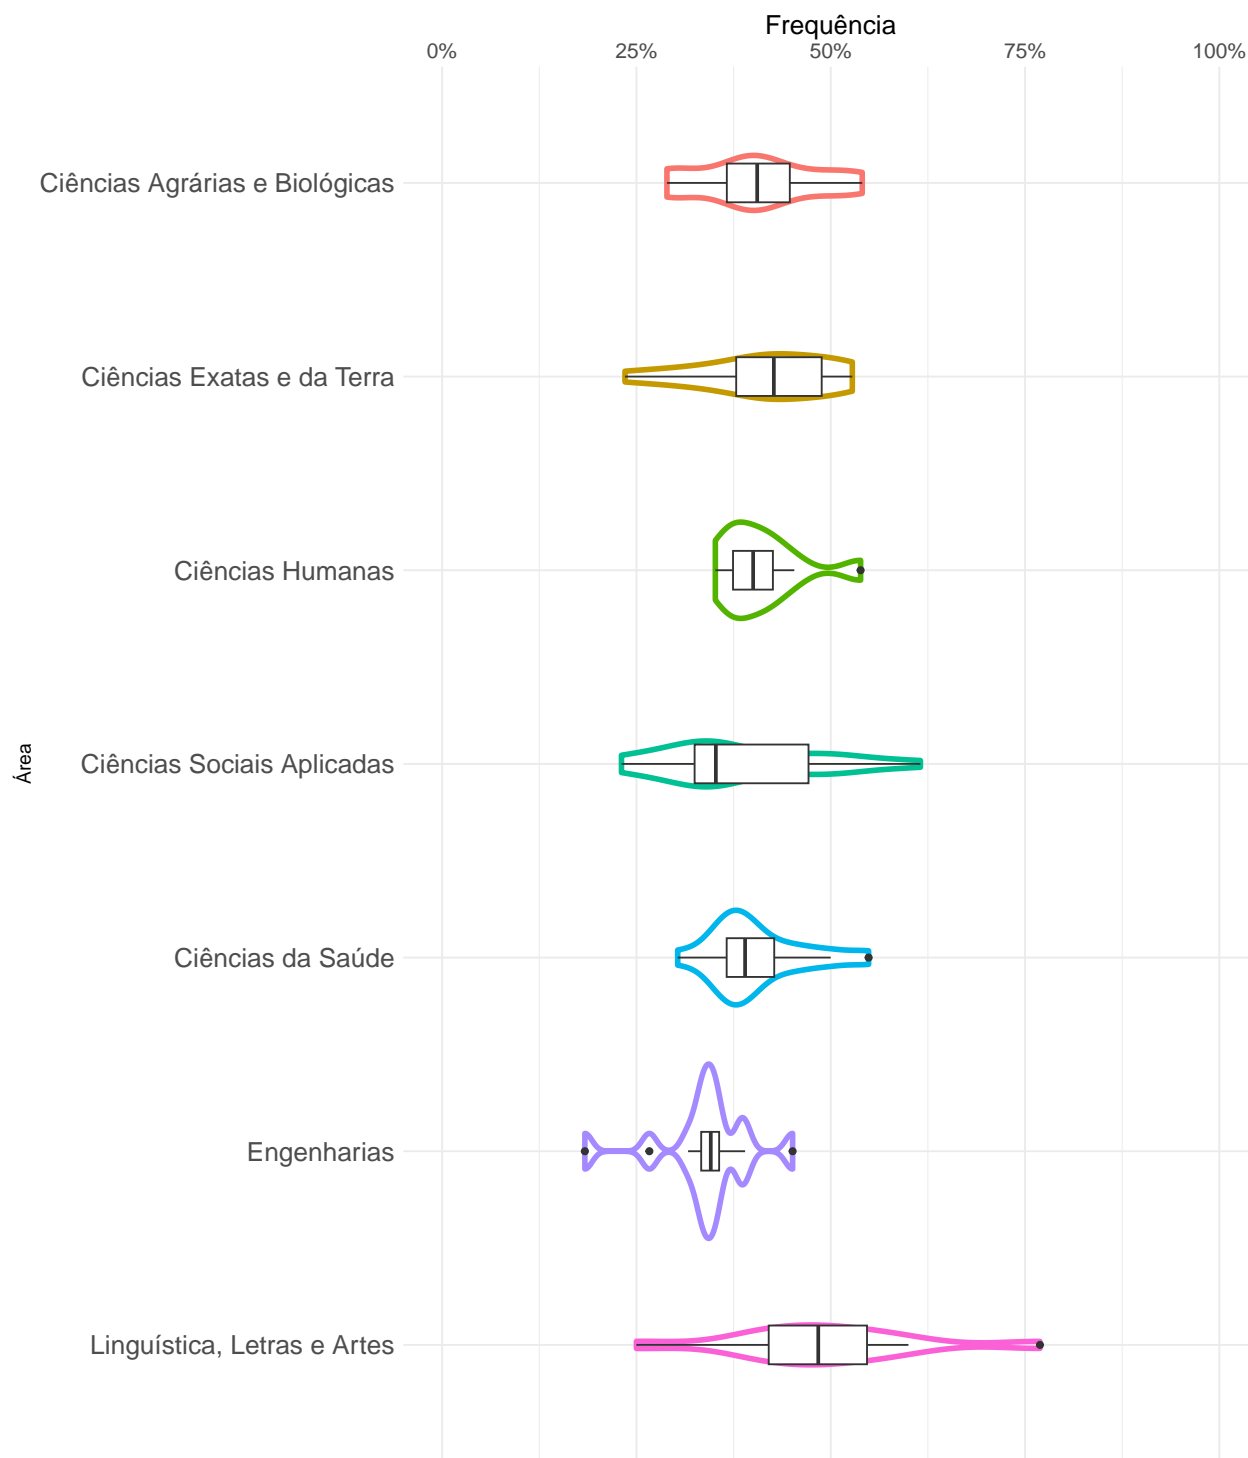 Frequência
0% 25% 50% 75% 100%
Ciências Agrárias e Biológicas
Ciências Exatas e da Terra
Ciências Humanas
Área
Ciências Sociais Aplicadas
Ciências da Saúde
Engenharias
Linguística, Letras e Artes